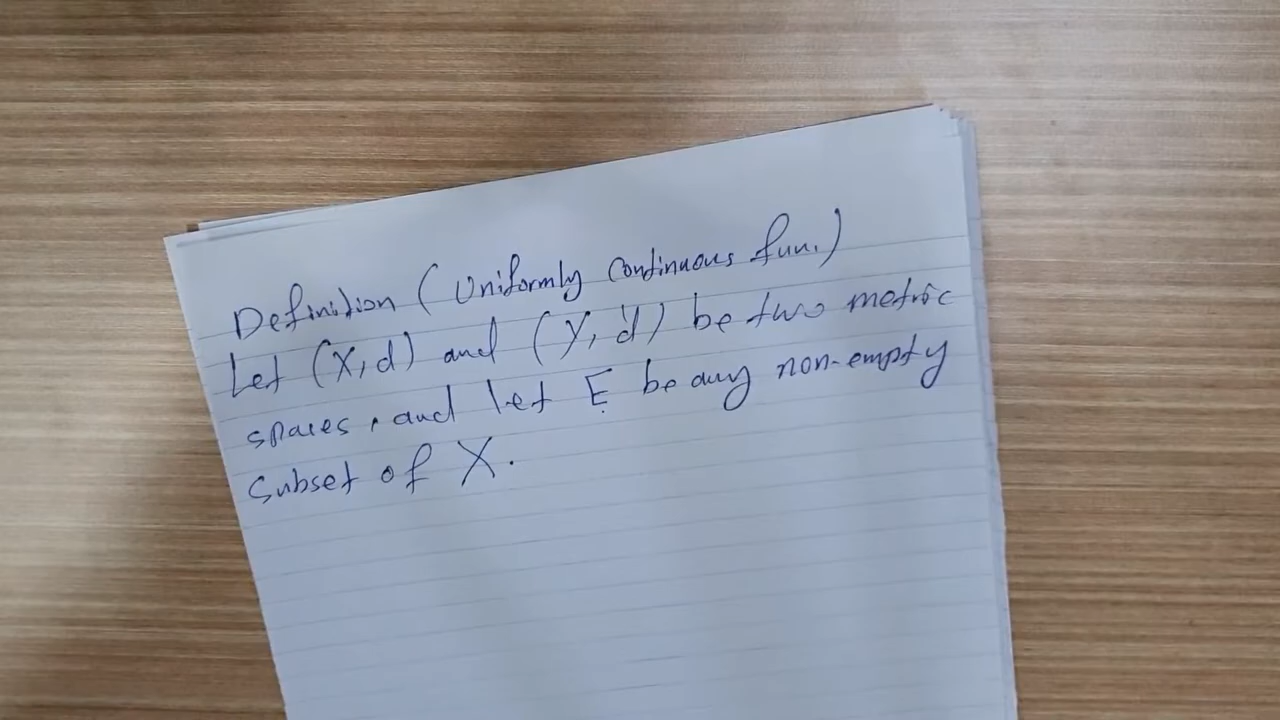 Definition (Uniformly Continuous fun.)
Let (X,d) and (Y,d') be two metric
spaces, and let E be any non-empty
Subset of X.